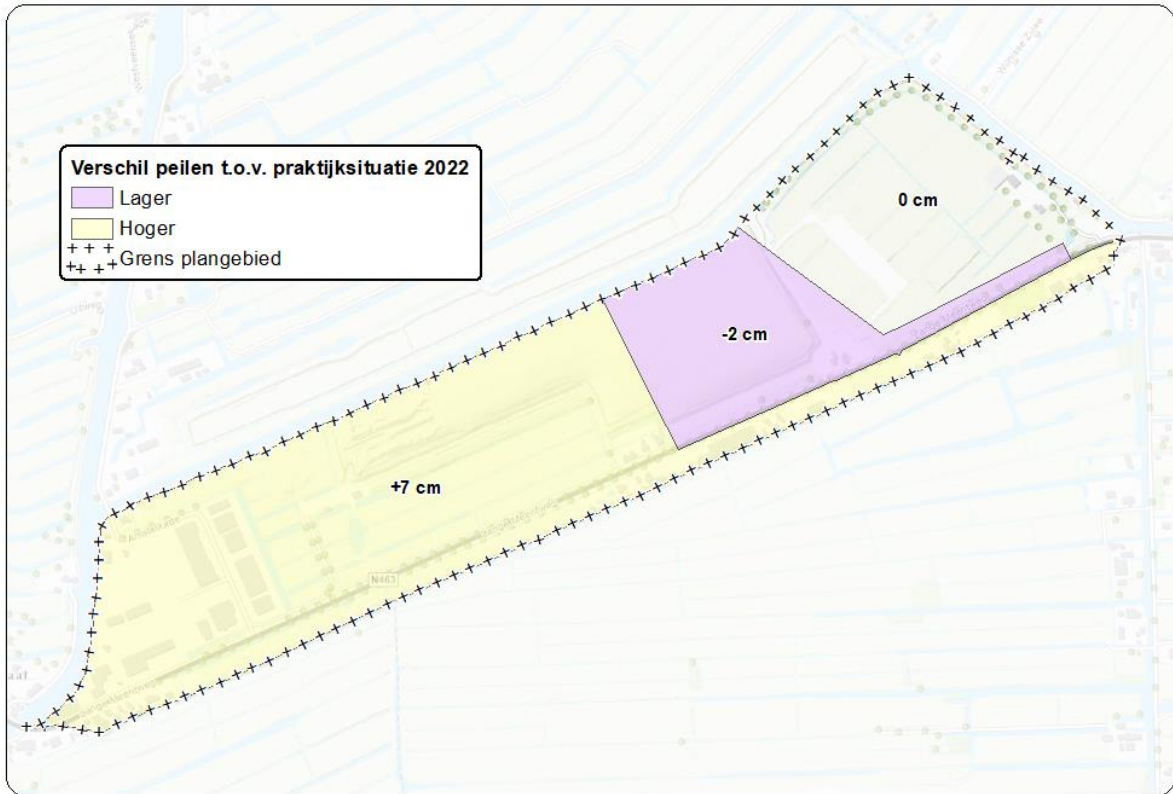 Verschil peilen t.o.v. praktijksituatie 2022
Lager
Hoger
Grens plangebied
0 cm
-2 cm
+7 cm
N463